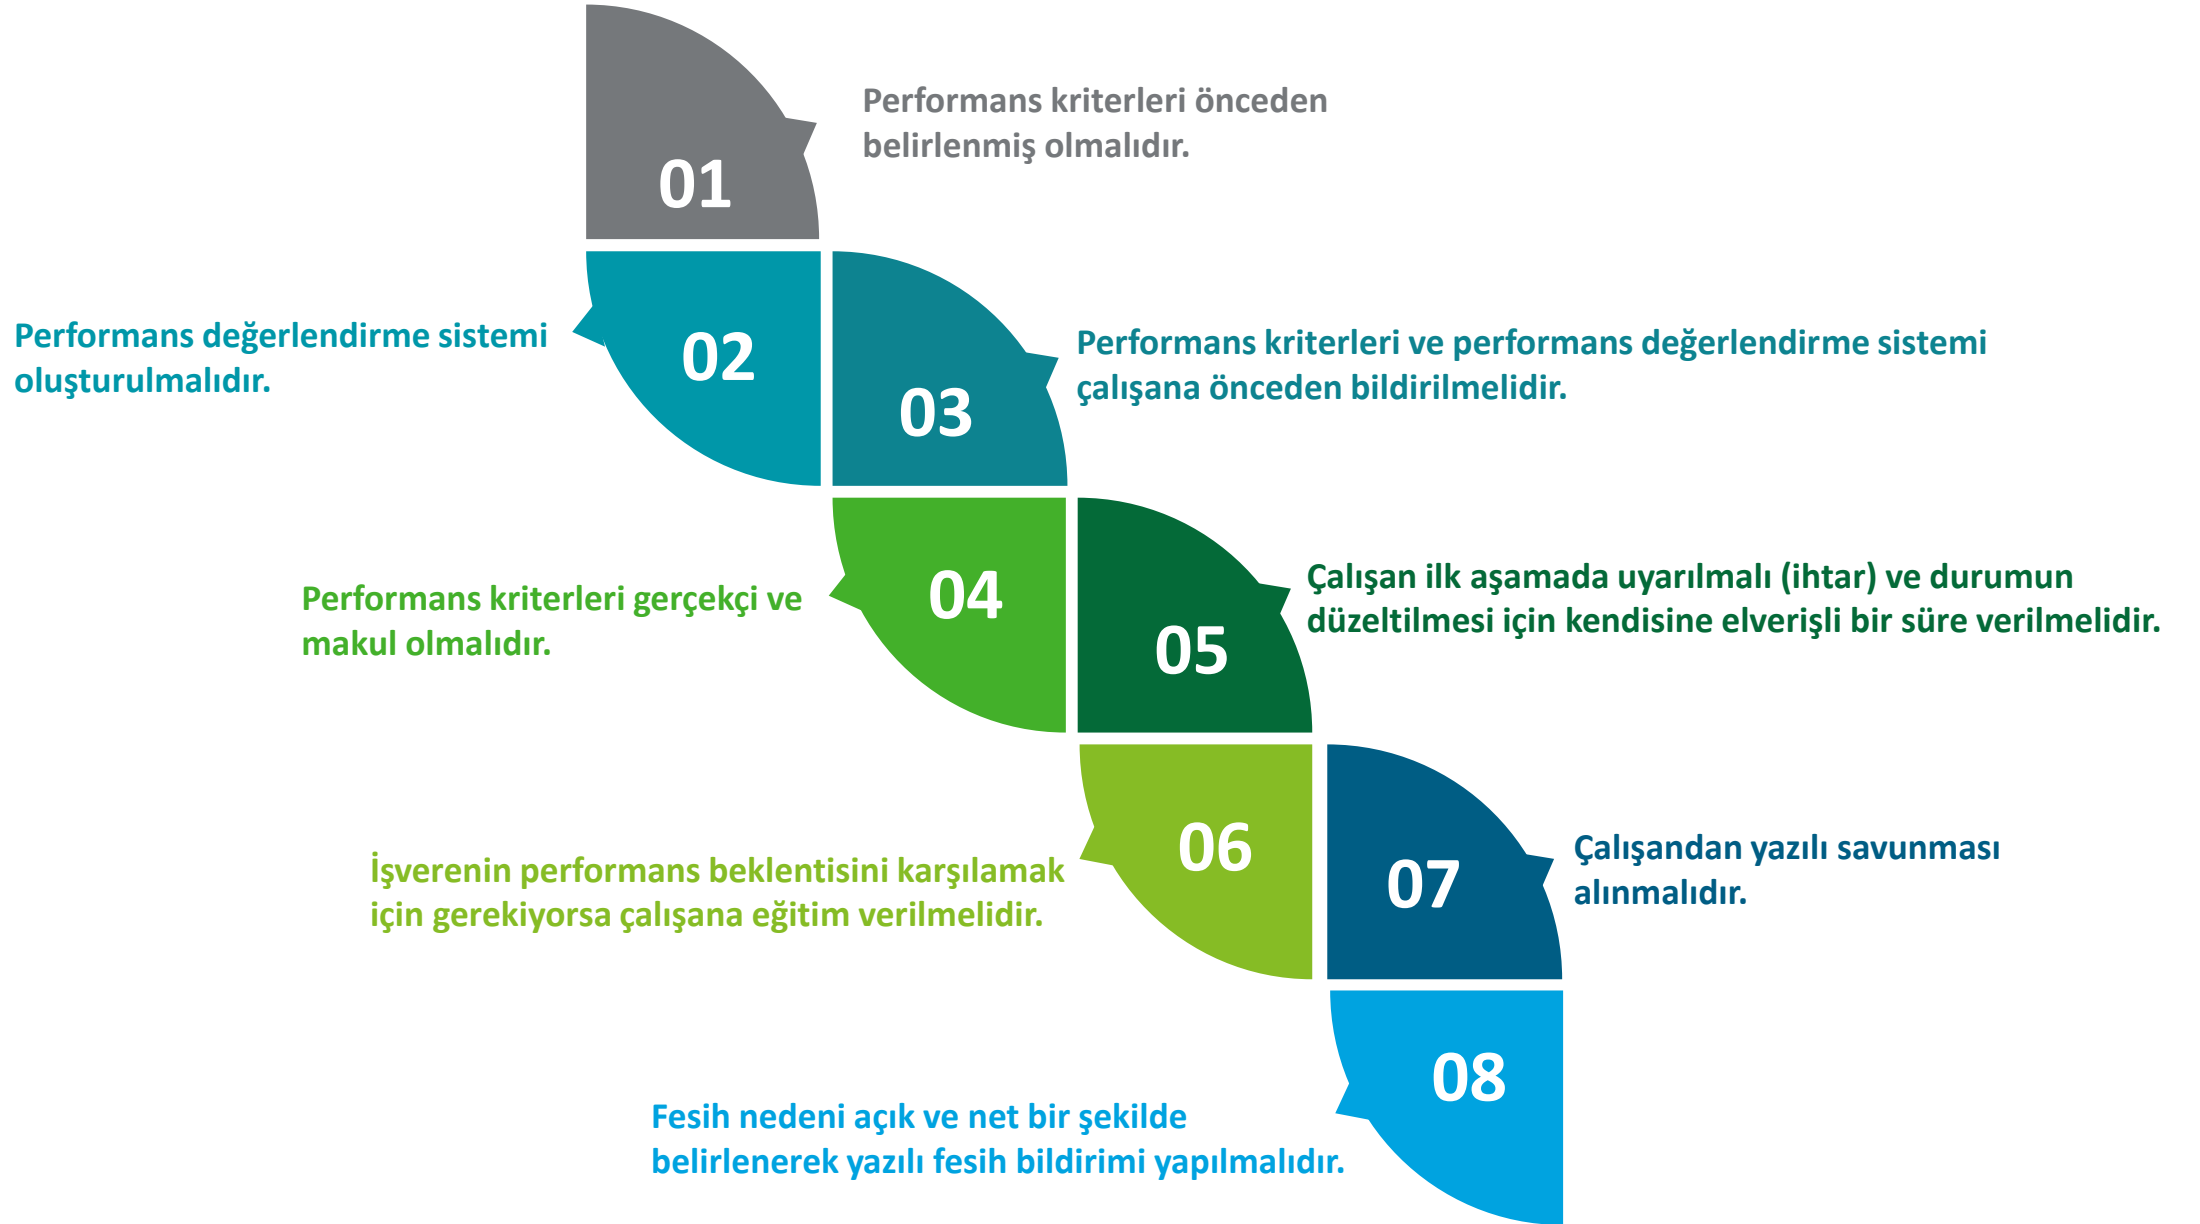 01
Performans kriterleri önceden
belirlenmiş olmalıdır.
02
Performans değerlendirme sistemi
oluşturulmalıdır.
03
Performans kriterleri ve performans değerlendirme sistemi
çalışana önceden bildirilmelidir.
04
Performans kriterleri gerçekçi ve
makul olmalıdır.
05
Çalışan ilk aşamada uyarılmalı (ihtar) ve durumun
düzeltilmesi için kendisine elverişli bir süre verilmelidir.
06
İşverenin performans beklentisini karşılamak
için gerekiyorsa çalışana eğitim verilmelidir.
07
Çalışandan yazılı savunması
alınmalıdır.
08
Fesih nedeni açık ve net bir şekilde
belirlenerek yazılı fesih bildirimi yapılmalıdır.